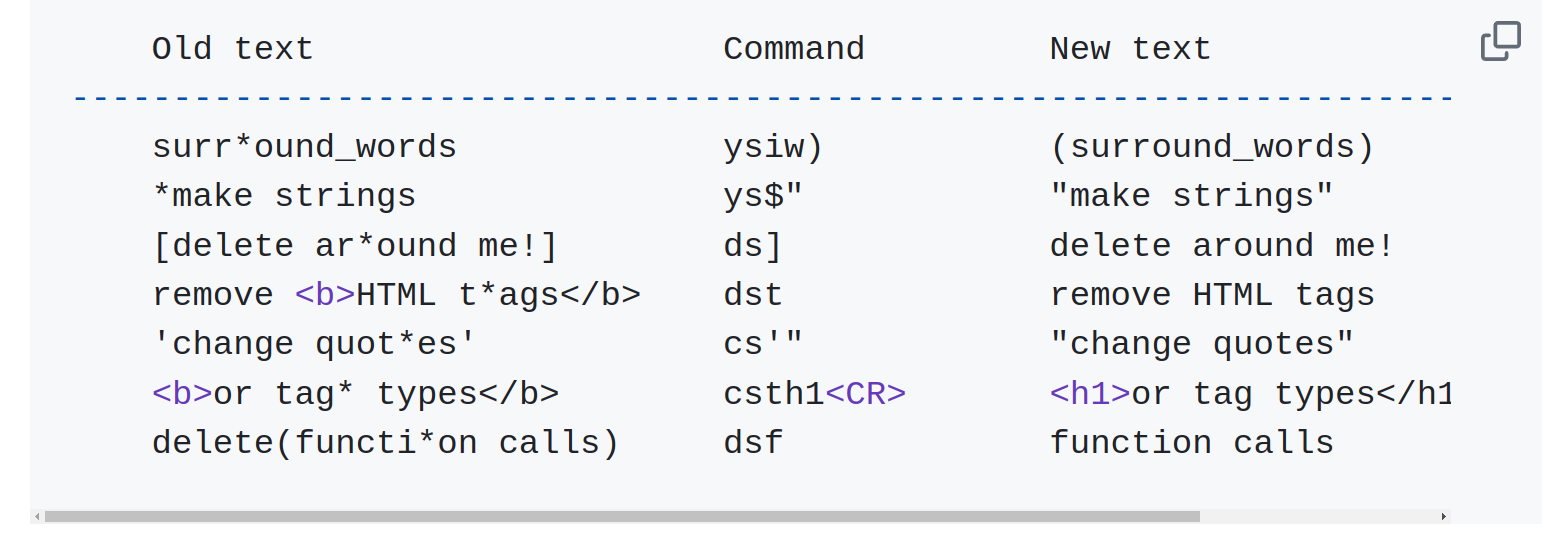 Old text                    Command         New text
--------------------------------------------------------------------
surr*ound_words             ysiw)           (surround_words)
*make strings               ys$"            "make strings"
[delete ar*ound me!]        ds]             delete around me!
remove <b>HTML t*ags</b>    dst             remove HTML tags
'change quot*es'            cs'"            "change quotes"
<b>or tag* types</b>        csth1<CR>       <h1>or tag types</h1
delete(functi*on calls)     dsf             function calls